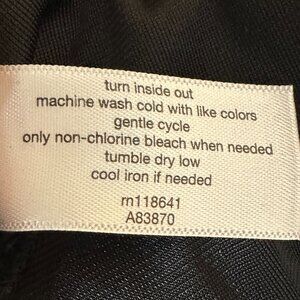 turn inside out
machine wash cold with like colors
gentle cycle
only non-chlorine bleach when needed
tumble dry low
cool iron if needed
rn118641
A83870